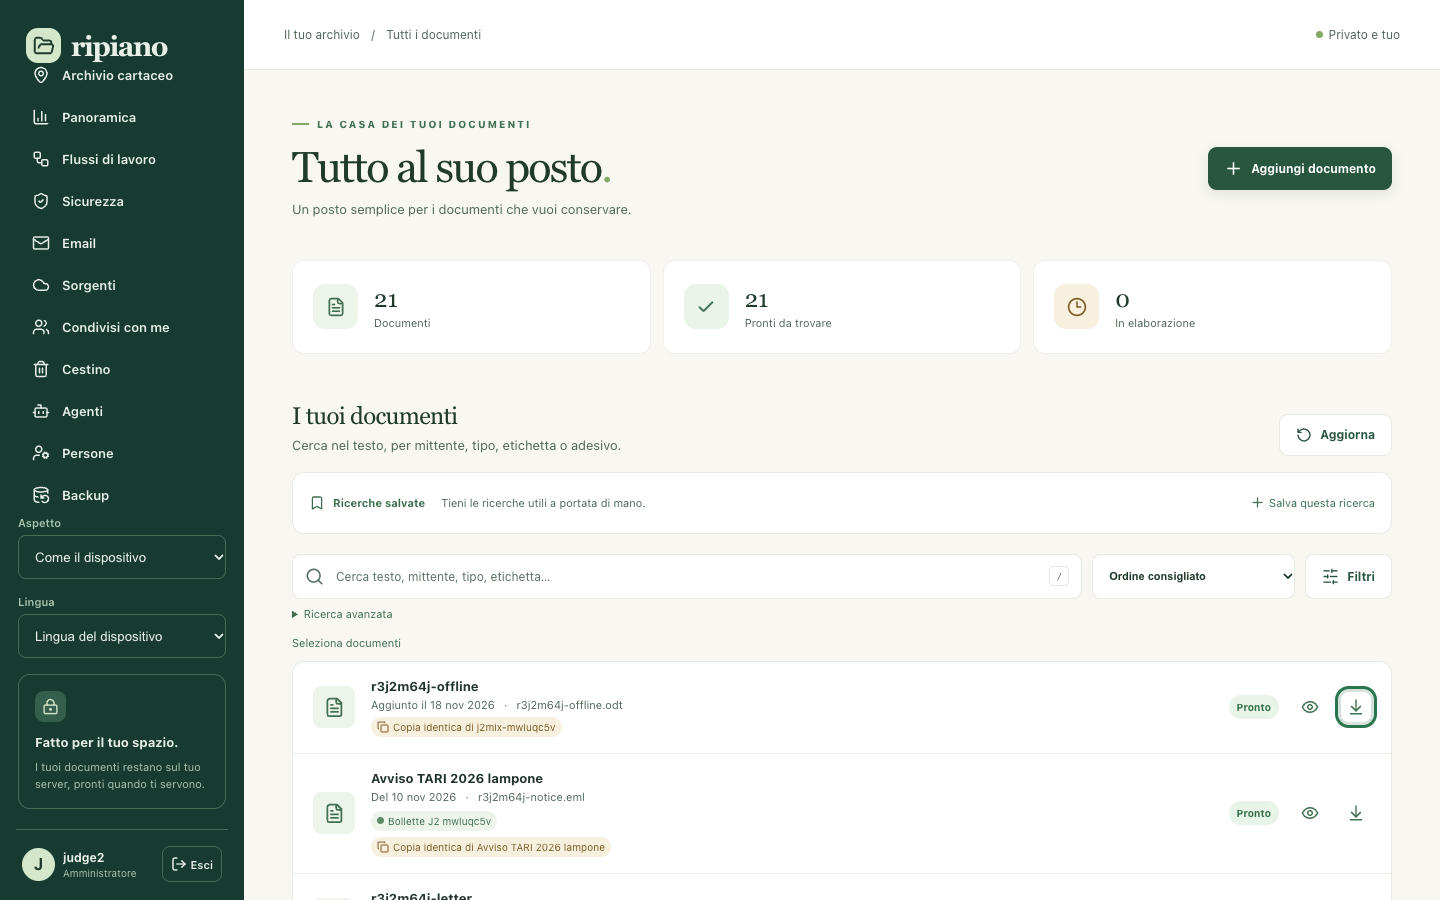 ripiano
Archivio cartaceo
Panoramica
Flussi di lavoro
Sicurezza
Email
Sorgenti
Condivisi con me
Cestino
Agenti
Persone
Backup
Aspetto
Come il dispositivo
Lingua
Lingua del dispositivo
Fatto per il tuo spazio.
I tuoi documenti restano sul tuo
server, pronti quando ti servono.
J
judge2
Amministratore
Esci
Il tuo archivio / Tutti i documenti
Privato e tuo
LA CASA DEI TUOI DOCUMENTI
Tutto al suo posto.
Un posto semplice per i documenti che vuoi conservare.
Aggiungi documento
21
Documenti
21
Pronti da trovare
0
In elaborazione
I tuoi documenti
Cerca nel testo, per mittente, tipo, etichetta o adesivo.
Aggiorna
Ricerche salvate Tieni le ricerche utili a portata di mano.
Salva questa ricerca
Cerca testo, mittente, tipo, etichetta...
/
Ordine consigliato
Filtri
Ricerca avanzata
Seleziona documenti
r3j2m64j-offline
Aggiunto il 18 nov 2026 · r3j2m64j-offline.odt
Copia identica di j2mix-mwluqc5v
Pronto
Avviso TARI 2026 lampone
Del 10 nov 2026 · r3j2m64j-notice.eml
Bollette J2 mwluqc5v
Copia identica di Avviso TARI 2026 lampone
Pronto
r3j2m64j-letter